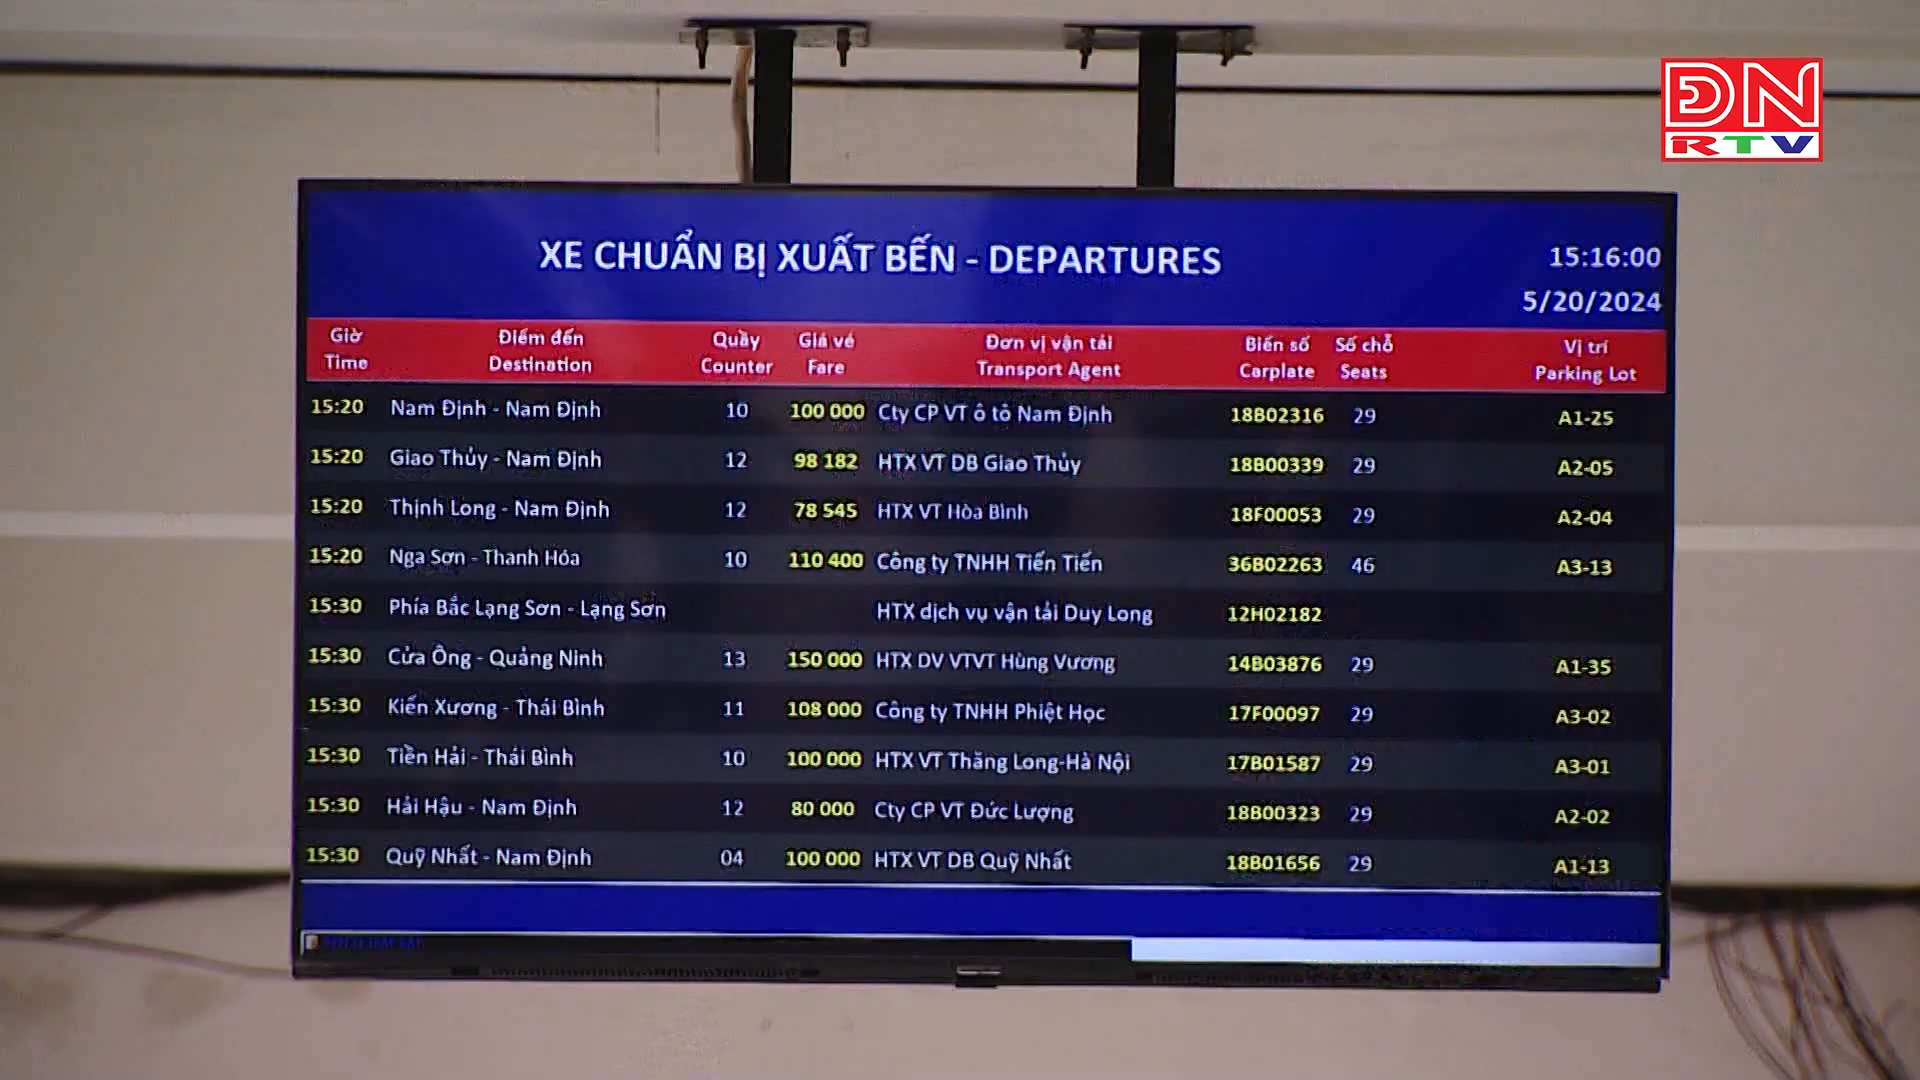 ĐN
RTV
XE CHUẨN BỊ XUẤT BẾN - DEPARTURES
15:16:00
5/20/2024
Giờ Điểm đến Quầy Giá vé Đơn vị vận tải Biển số Số chỗ Vị trí
Time Destination Counter Fare Transport Agent Carplate Seats Parking Lot
15:20 Nam Định - Nam Định 10 100 000 Cty CP VT ô tô Nam Định 18B02316 29 A1-25
15:20 Giao Thủy - Nam Định 12 98 182 HTX VT DB Giao Thủy 18B00339 29 A2-05
15:20 Thịnh Long - Nam Định 12 78 545 HTX VT Hòa Bình 18F00053 29 A2-04
15:20 Nga Sơn - Thanh Hóa 10 110 400 Công ty TNHH Tiến Tiến 36B02263 46 A3-13
15:30 Phía Bắc Lạng Sơn - Lạng Sơn HTX dịch vụ vận tải Duy Long 12H02182
15:30 Cửa Ông - Quảng Ninh 13 150 000 HTX DV VTVT Hùng Vương 14B03876 29 A1-35
15:30 Kiến Xương - Thái Bình 11 108 000 Công ty TNHH Phiệt Học 17F00097 29 A3-02
15:30 Tiền Hải - Thái Bình 10 100 000 HTX VT Thăng Long-Hà Nội 17B01587 29 A3-01
15:30 Hải Hậu - Nam Định 12 80 000 Cty CP VT Đức Lượng 18B00323 29 A2-02
15:30 Quỹ Nhất - Nam Định 04 100 000 HTX VT DB Quỹ Nhất 18B01656 29 A1-13